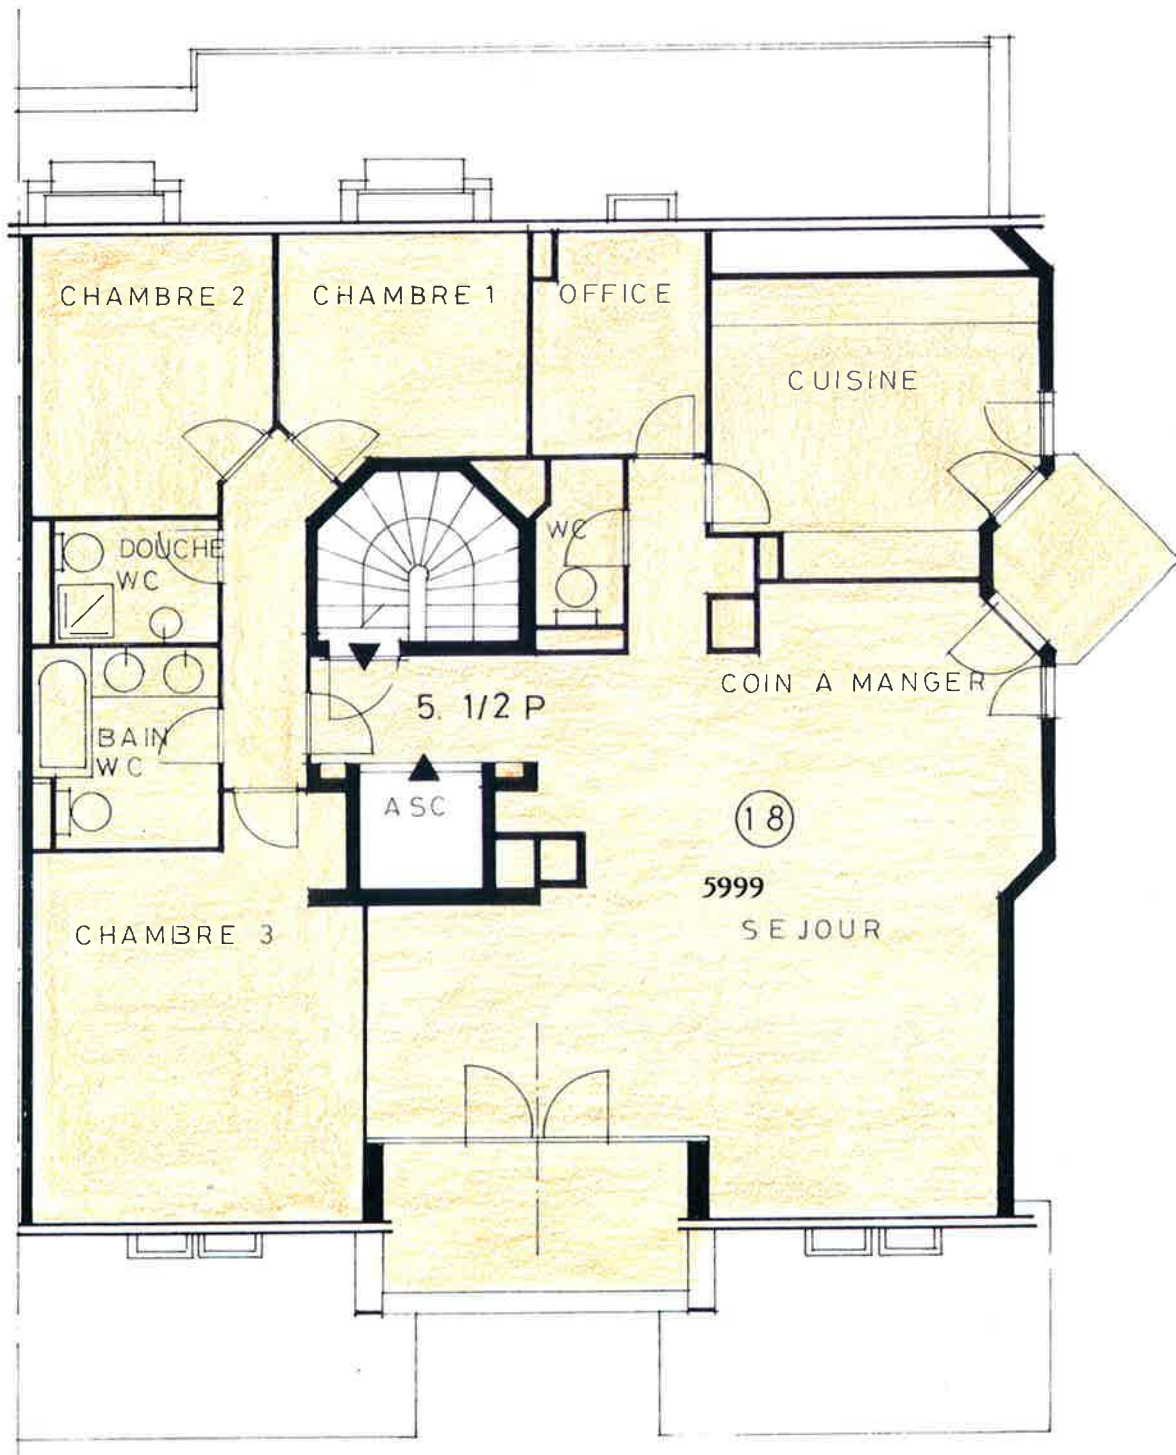 CHAMBRE 2
CHAMBRE 1
OFFICE
CUISINE
WC
DOUCHE
WC
COIN A MANGER
5. 1/2 P
BAIN
WC
ASC
18
5999
SEJOUR
CHAMBRE 3